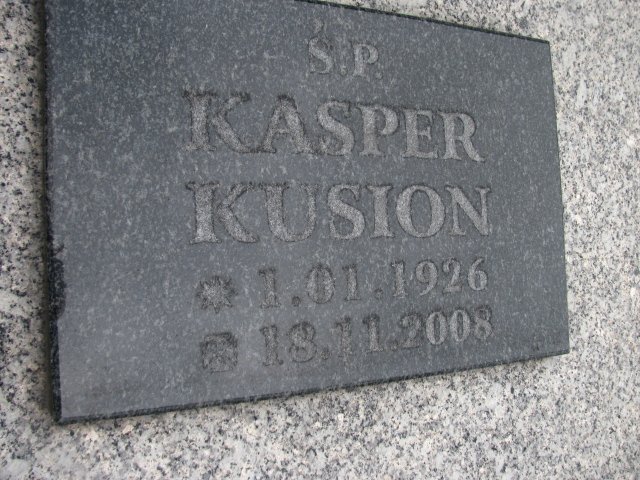 Ś.P.
KASPER
KUSION
1.01.1926
18.11.2008